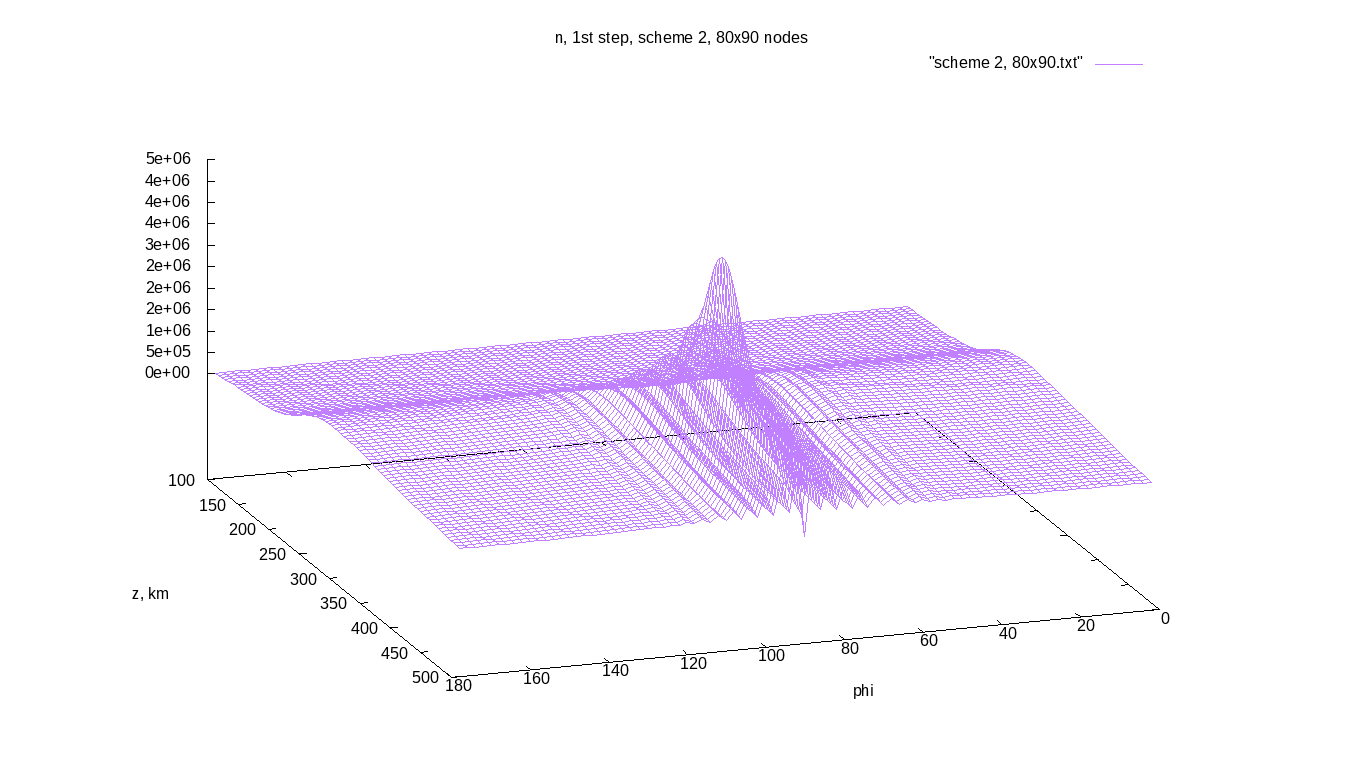 n, 1st step, scheme 2, 80x90 nodes
"scheme 2, 80x90.txt"
5e+06
4e+06
4e+06
4e+06
3e+06
2e+06
2e+06
2e+06
1e+06
5e+05
0e+00
100
150
200
250
300
350
400
450
500
z, km
180
160
140
120
100
80
60
40
20
0
phi